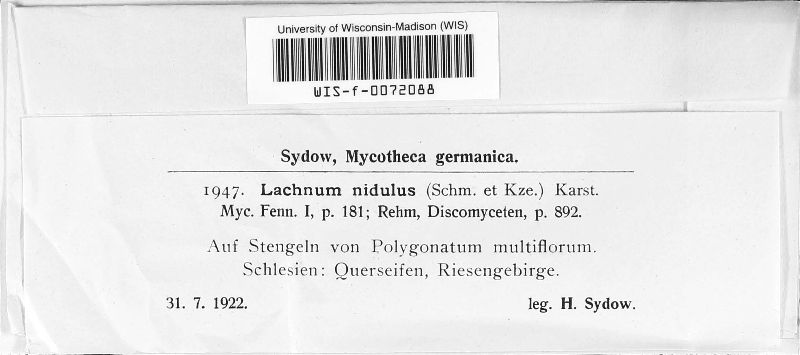 University of Wisconsin-Madison (WIS)
WIS-f-0072088
Sydow, Mycotheca germanica.
1947. Lachnum nidulus (Schm. et Kze.) Karst.
Myc. Fenn. I, p. 181; Rehm, Discomyceten, p. 892.
Auf Stengeln von Polygonatum multiflorum.
Schlesien: Querseifen, Riesengebirge.
31. 7. 1922. leg. H. Sydow.